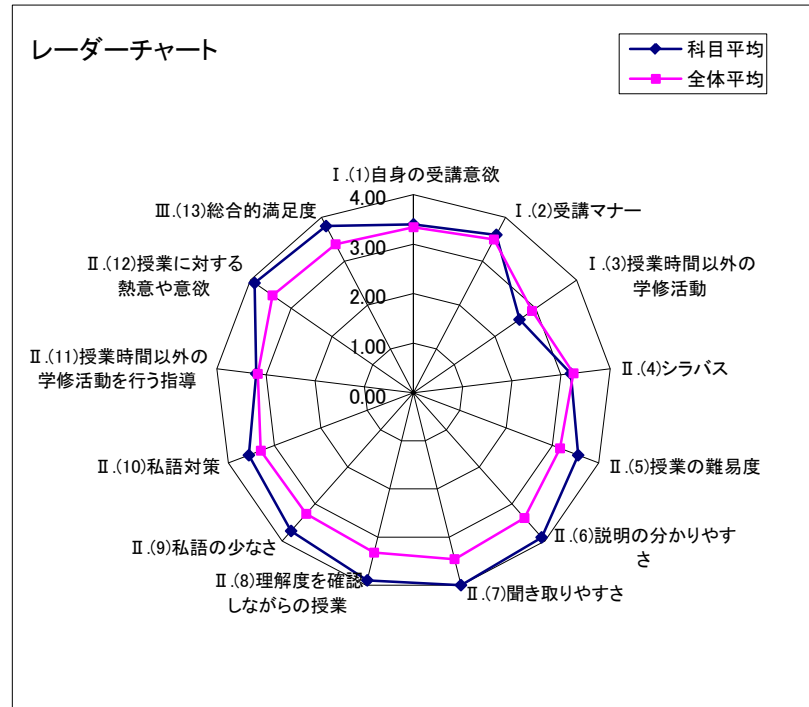 レーダーチャート
科目平均
全体平均
Ⅰ.(1)自身の受講意欲
Ⅰ.(2)受講マナー
Ⅰ.(3)授業時間以外の
学修活動
Ⅱ.(4)シラバス
Ⅱ.(5)授業の難易度
Ⅱ.(6)説明の分かりやす
さ
Ⅱ.(7)聞き取りやすさ
Ⅱ.(8)理解度を確認
しながらの授業
Ⅱ.(9)私語の少なさ
Ⅱ.(10)私語対策
Ⅱ.(11)授業時間以外の
学修活動を行う指導
Ⅱ.(12)授業に対する
熱意や意欲
Ⅲ.(13)総合的満足度
4.00
3.00
2.00
1.00
0.00